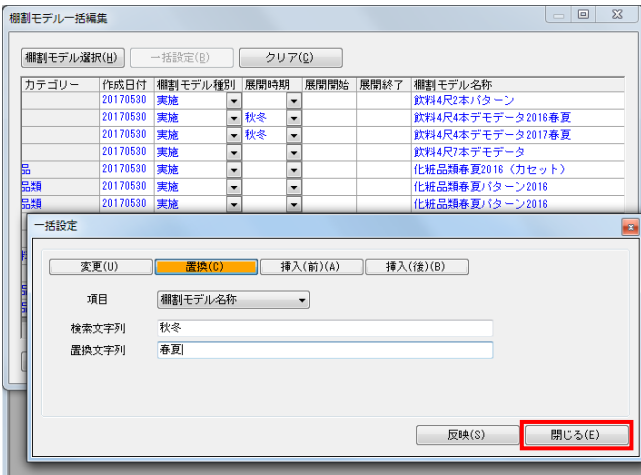 棚割モデル一括編集
棚割モデル選択(H) 一括設定(B) クリア(C)
カテゴリー 作成日付 棚割モデル種別 展開時期 展開開始 展開終了 棚割モデル名称
20170530 実施 飲料4尺2本パターン
20170530 実施 秋冬 飲料4尺4本デモデータ2016春夏
20170530 実施 秋冬 飲料4尺4本デモデータ2017春夏
20170530 実施 飲料4尺7本デモデータ
品 20170530 実施 化粧品類春夏2016（カセット）
品類 20170530 実施 化粧品類春夏パターン2016
品類 20170530 実施 化粧品類春夏パターン2016
一括設定
変更(U) 置換(C) 挿入(前)(A) 挿入(後)(B)
項目 棚割モデル名称
検索文字列 秋冬
置換文字列 春夏
反映(S) 閉じる(E)